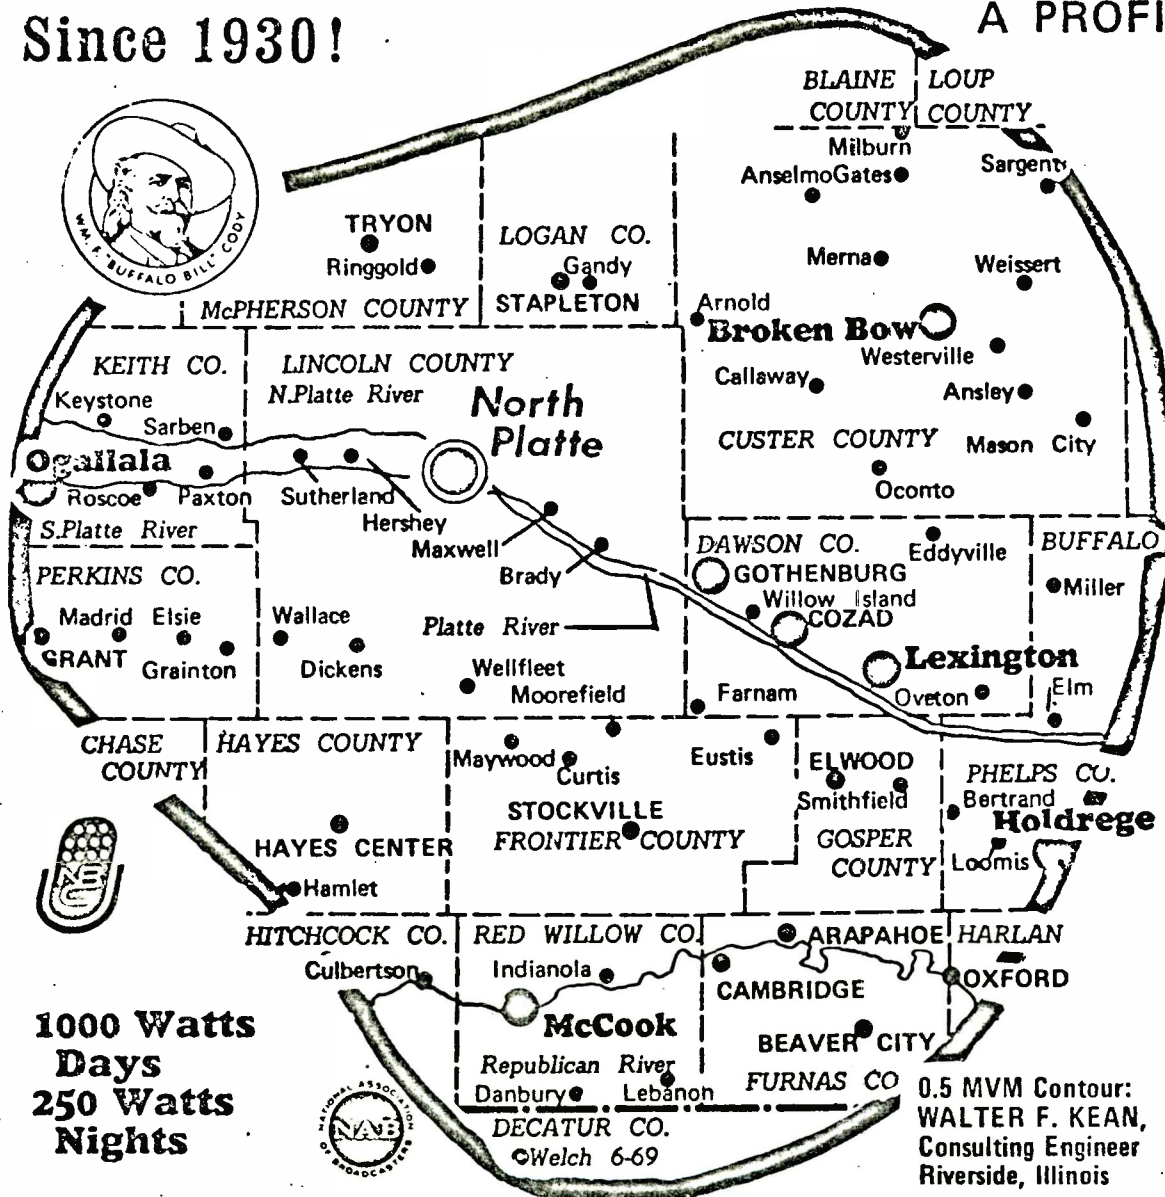 Since 1930!
A PROFI
BLAINE COUNTY
LOUP COUNTY
WM. F. "BUFFALO BILL" CODY
Milburn
Anselmo Gates
Sargent
TRYON
Ringgold
LOGAN CO.
Gandy
STAPLETON
Merna
Weissert
McPHERSON COUNTY
Arnold
Broken Bow
Westerville
KEITH CO.
LINCOLN COUNTY
N.Platte River
Callaway
Ansley
Keystone
Sarben
North
Platte
CUSTER COUNTY
Mason City
Ogallala
Roscoe
Paxton
Sutherland
Hershey
Oconto
S.Platte River
Maxwell
DAWSON CO.
Eddyville
BUFFALO
PERKINS CO.
Brady
GOTHENBURG
Miller
Madrid
Elsie
Wallace
Willow Island
Platte River
COZAD
GRANT
Grainton
Dickens
Wellfleet
Lexington
Moorefield
Farnam
Oveton
Elm
CHASE
COUNTY
HAYES COUNTY
Maywood
Curtis
Eustis
ELWOOD
Smithfield
PHELPS CO.
Bertrand
Holdrege
STOCKVILLE
FRONTIER COUNTY
GOSPER
COUNTY
Loomis
HAYES CENTER
Hamlet
HITCHCOCK CO.
RED WILLOW CO.
ARAPAHOE
HARLAN
Culbertson
Indianola
CAMBRIDGE
OXFORD
McCook
BEAVER CITY
Republican River
Danbury
Lebanon
FURNAS CO
DECATUR CO.
©Welch 6-69
1000 Watts
Days
250 Watts
Nights
NATIONAL ASSOCIATION
NAB
OF BROADCASTERS
0.5 MVM Contour:
WALTER F. KEAN,
Consulting Engineer
Riverside, Illinois